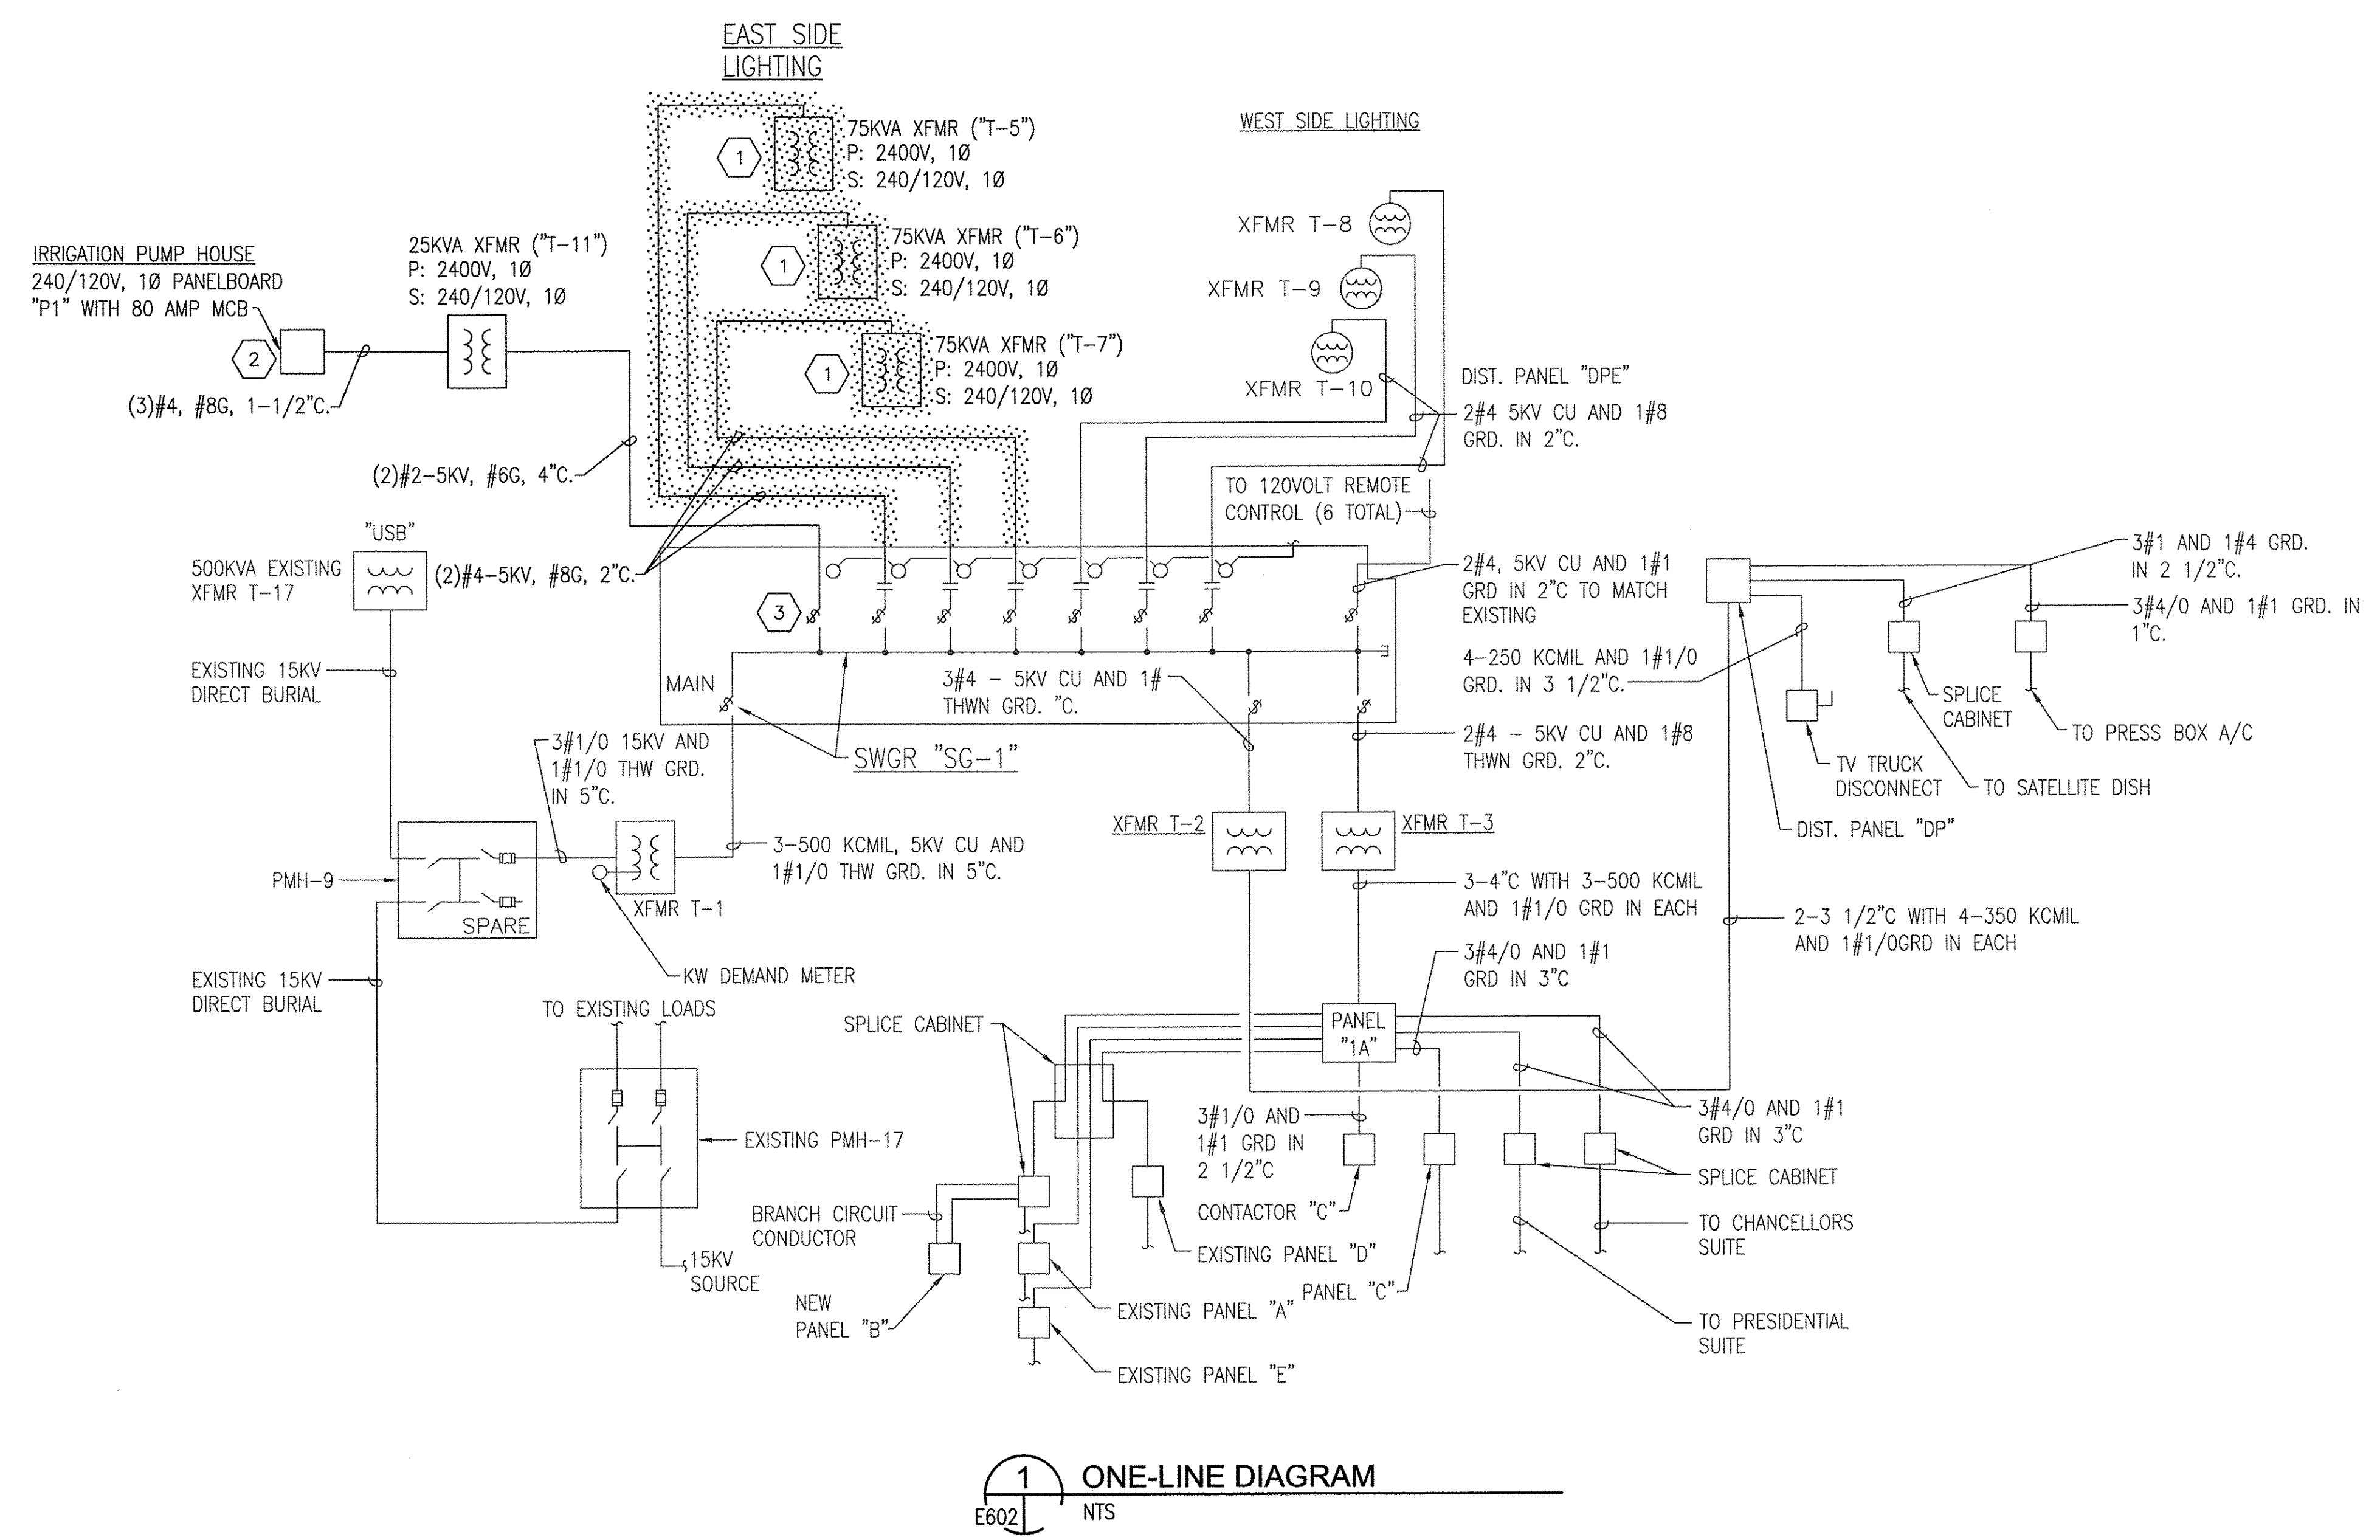 EAST SIDE
LIGHTING
1
75KVA XFMR ("T-5")
P: 2400V, 1Ø
S: 240/120V, 1Ø
1
75KVA XFMR ("T-6")
P: 2400V, 1Ø
S: 240/120V, 1Ø
1
75KVA XFMR ("T-7")
P: 2400V, 1Ø
S: 240/120V, 1Ø
WEST SIDE LIGHTING
XFMR T-8
XFMR T-9
XFMR T-10
IRRIGATION PUMP HOUSE
240/120V, 1Ø PANELBOARD
"P1" WITH 80 AMP MCB
2
(3)#4, #8G, 1-1/2"C.
25KVA XFMR ("T-11")
P: 2400V, 1Ø
S: 240/120V, 1Ø
(2)#2-5KV, #6G, 4"C.
DIST. PANEL "DPE"
2#4 5KV CU AND 1#8
GRD. IN 2"C.
TO 120VOLT REMOTE
CONTROL (6 TOTAL)
"USB"
500KVA EXISTING
XFMR T-17
(2)#4-5KV, #8G, 2"C.
3
2#4, 5KV CU AND 1#1
GRD IN 2"C TO MATCH
EXISTING
3#1 AND 1#4 GRD.
IN 2 1/2"C.
3#4/0 AND 1#1 GRD. IN
1"C.
EXISTING 15KV
DIRECT BURIAL
MAIN
3#4 - 5KV CU AND 1#
THWN GRD. "C.
4-250 KCMIL AND 1#1/0
GRD. IN 3 1/2"C.
SPLICE
CABINET
TO PRESS BOX A/C
TV TRUCK
DISCONNECT
TO SATELLITE DISH
DIST. PANEL "DP"
3#1/0 15KV AND
1#1/0 THW GRD.
IN 5"C.
SWGR "SG-1"
2#4 - 5KV CU AND 1#8
THWN GRD. 2"C.
XFMR T-2
XFMR T-3
PMH-9
SPARE
XFMR T-1
3-500 KCMIL, 5KV CU AND
1#1/0 THW GRD. IN 5"C.
3-4"C WITH 3-500 KCMIL
AND 1#1/0 GRD IN EACH
2-3 1/2"C WITH 4-350 KCMIL
AND 1#1/0GRD IN EACH
3#4/0 AND 1#1
GRD IN 3"C
EXISTING 15KV
DIRECT BURIAL
KW DEMAND METER
TO EXISTING LOADS
SPLICE CABINET
PANEL
"1A"
EXISTING PMH-17
15KV
SOURCE
3#1/0 AND
1#1 GRD IN
2 1/2"C
3#4/0 AND 1#1
GRD IN 3"C
SPLICE CABINET
BRANCH CIRCUIT
CONDUCTOR
CONTACTOR "C"
TO CHANCELLORS
SUITE
EXISTING PANEL "D"
NEW
PANEL "B"
PANEL "C"
EXISTING PANEL "A"
TO PRESIDENTIAL
SUITE
EXISTING PANEL "E"
1
E602
ONE-LINE DIAGRAM
NTS